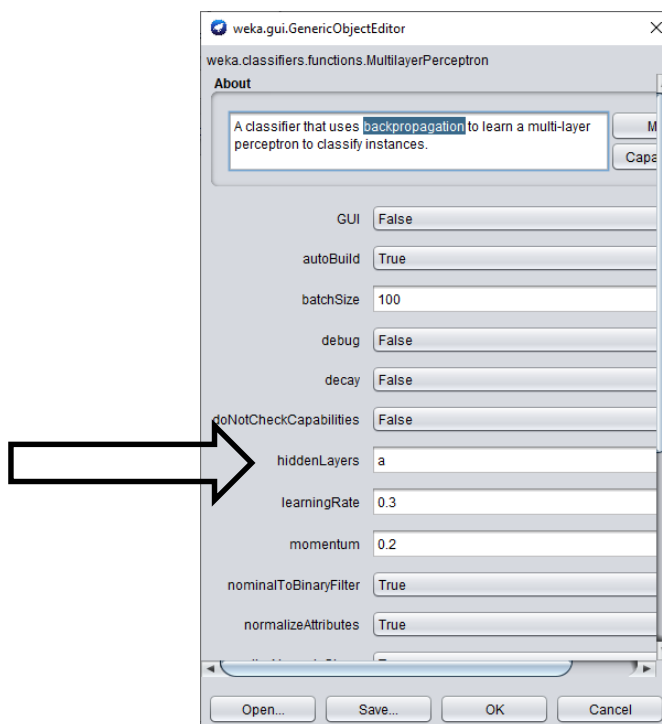 weka.gui.GenericObjectEditor
weka.classifiers.functions.MultilayerPerceptron
About
A classifier that uses backpropagation to learn a multi-layer
perceptron to classify instances.
M
Capa
GUI False
autoBuild True
batchSize 100
debug False
decay False
doNotCheckCapabilities False
hiddenLayers a
learningRate 0.3
momentum 0.2
nominalToBinaryFilter True
normalizeAttributes True
Open... Save... OK Cancel